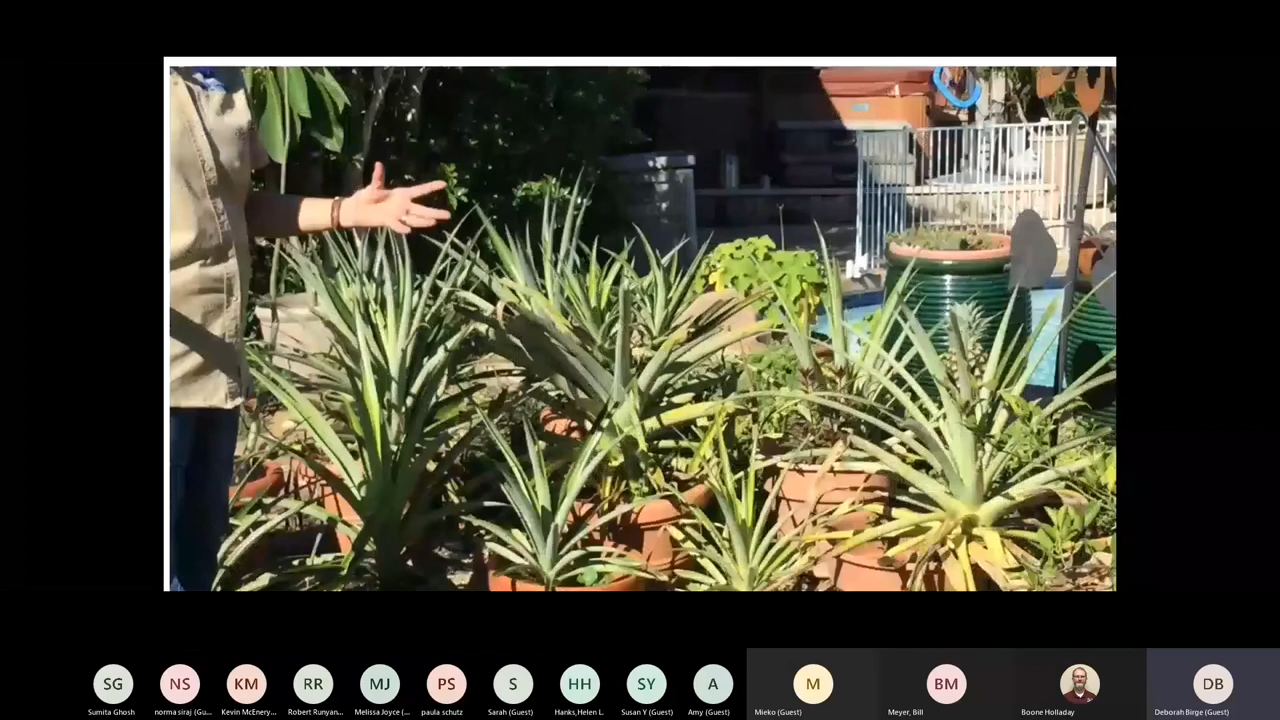 SG
NS
KM
RR
MJ
PS
S
HH
SY
A
M
BM
DB
Sumita Ghosh
norma siraj (Gu...
Kevin McEnery...
Robert Runyan...
Melissa Joyce (...
paula schutz
Sarah (Guest)
Hanks,Helen L.
Susan Y (Guest)
Amy (Guest)
Mieko (Guest)
Meyer, Bill
Boone Holladay
Deborah Birge (Guest)